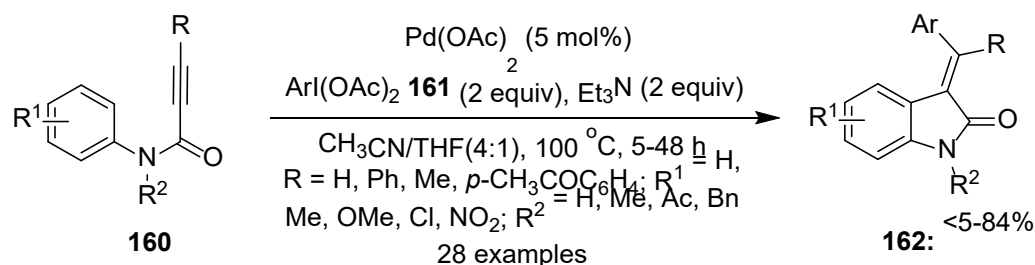 R
R¹
N
R²
O
160
Pd(OAc)₂ (5 mol%)
ArI(OAc)₂ 161 (2 equiv), Et₃N (2 equiv)
CH₃CN/THF(4:1), 100 °C, 5-48 h
R = H, Ph, Me, p-CH₃COC₆H₄; R¹ = H,
Me, OMe, Cl, NO₂; R² = H, Me, Ac, Bn
28 examples
Ar
R
R¹
O
N
R²
162: <5-84%